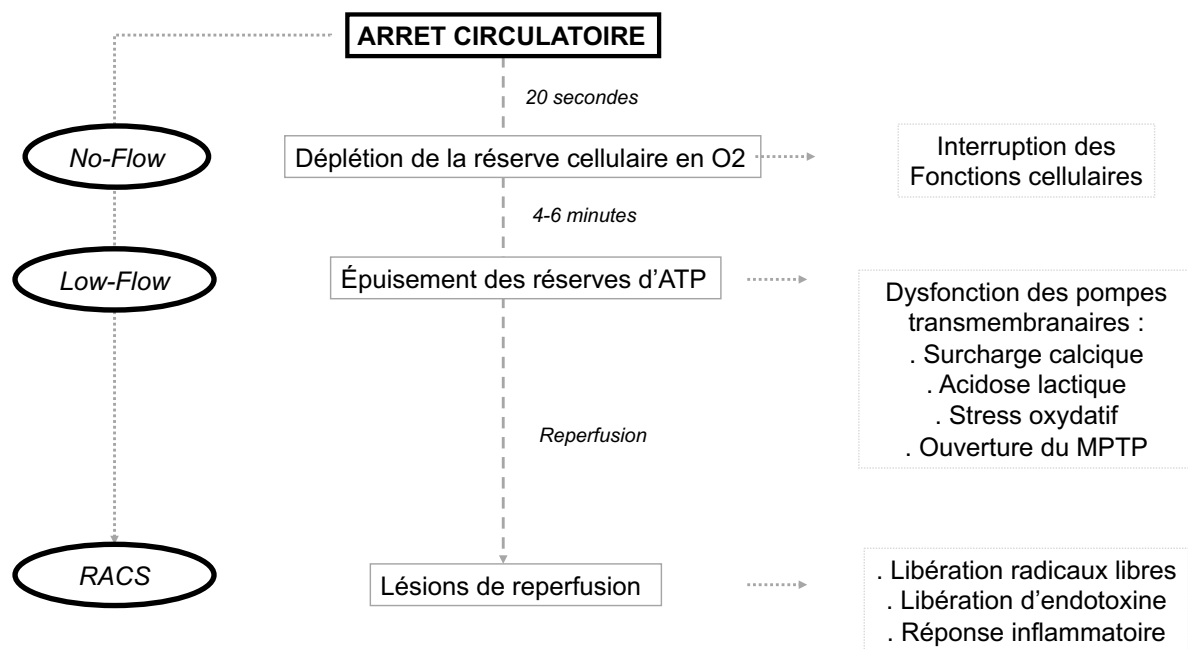 ARRET CIRCULATOIRE
20 secondes
No-Flow
Déplétion de la réserve cellulaire en O2
Interruption des
Fonctions cellulaires
4-6 minutes
Low-Flow
Épuisement des réserves d’ATP
Dysfonction des pompes
transmembranaires :
. Surcharge calcique
. Acidose lactique
. Stress oxydatif
. Ouverture du MPTP
Reperfusion
RACS
Lésions de reperfusion
. Libération radicaux libres
. Libération d’endotoxine
. Réponse inflammatoire